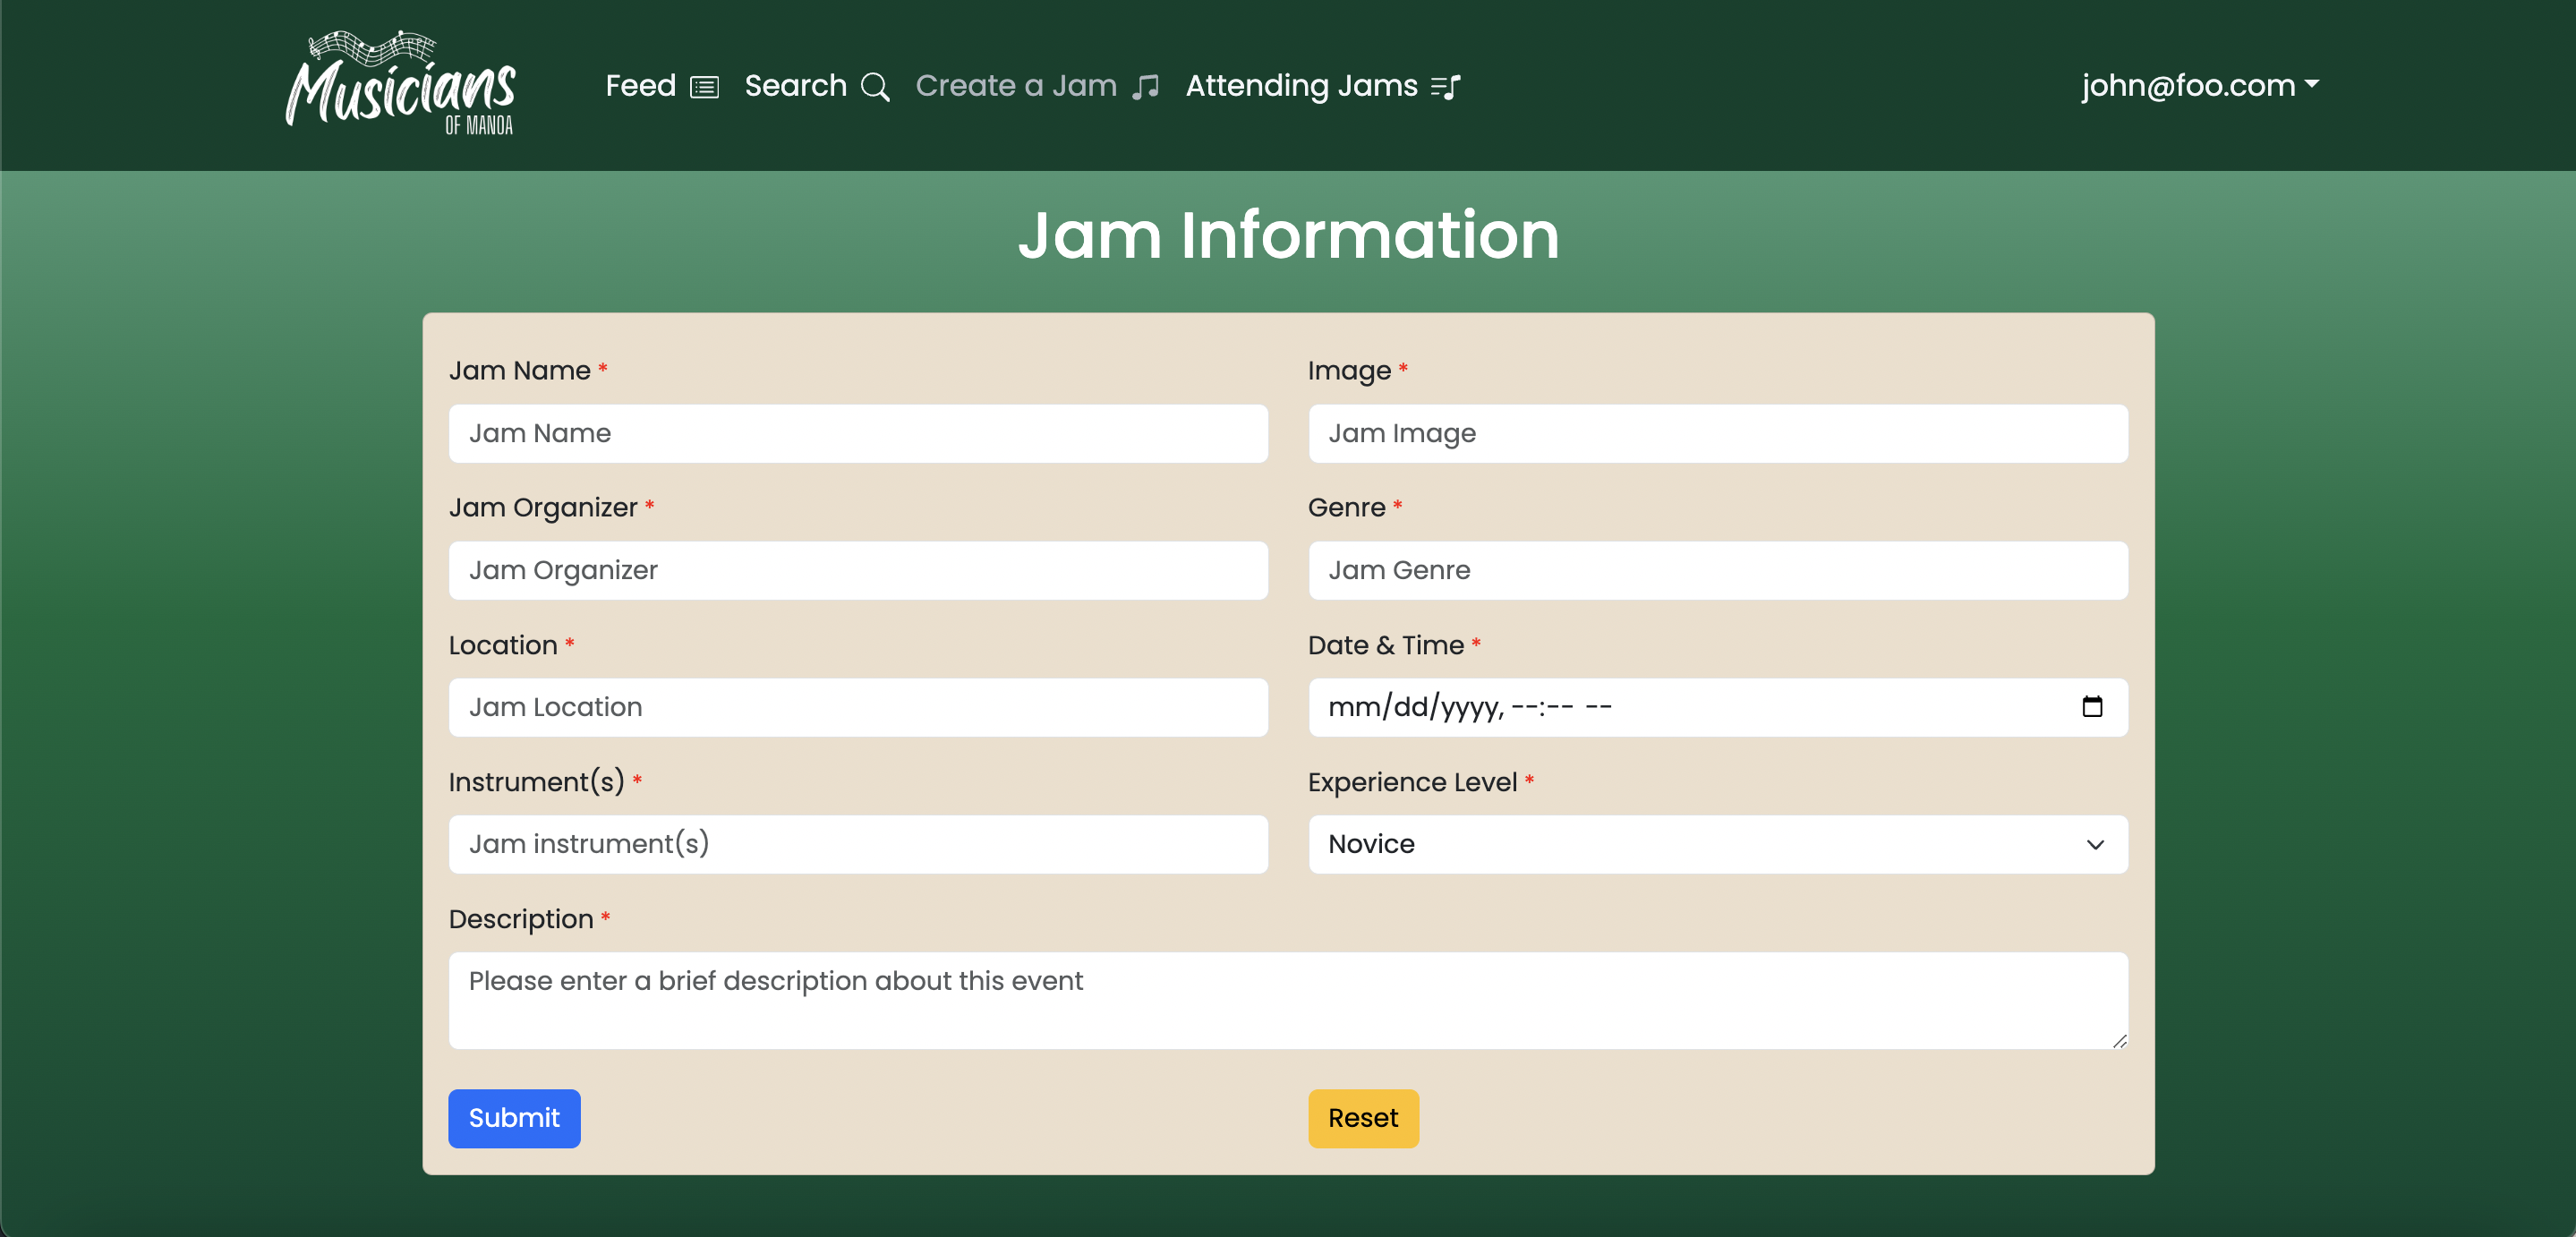 Musicians
OF MANOA
Feed Search Create a Jam Attending Jams john@foo.com
Jam Information
Jam Name * Image *
Jam Name Jam Image
Jam Organizer * Genre *
Jam Organizer Jam Genre
Location * Date & Time *
Jam Location mm/dd/yyyy, --:-- --
Instrument(s) * Experience Level *
Jam instrument(s) Novice
Description *
Please enter a brief description about this event
Submit Reset